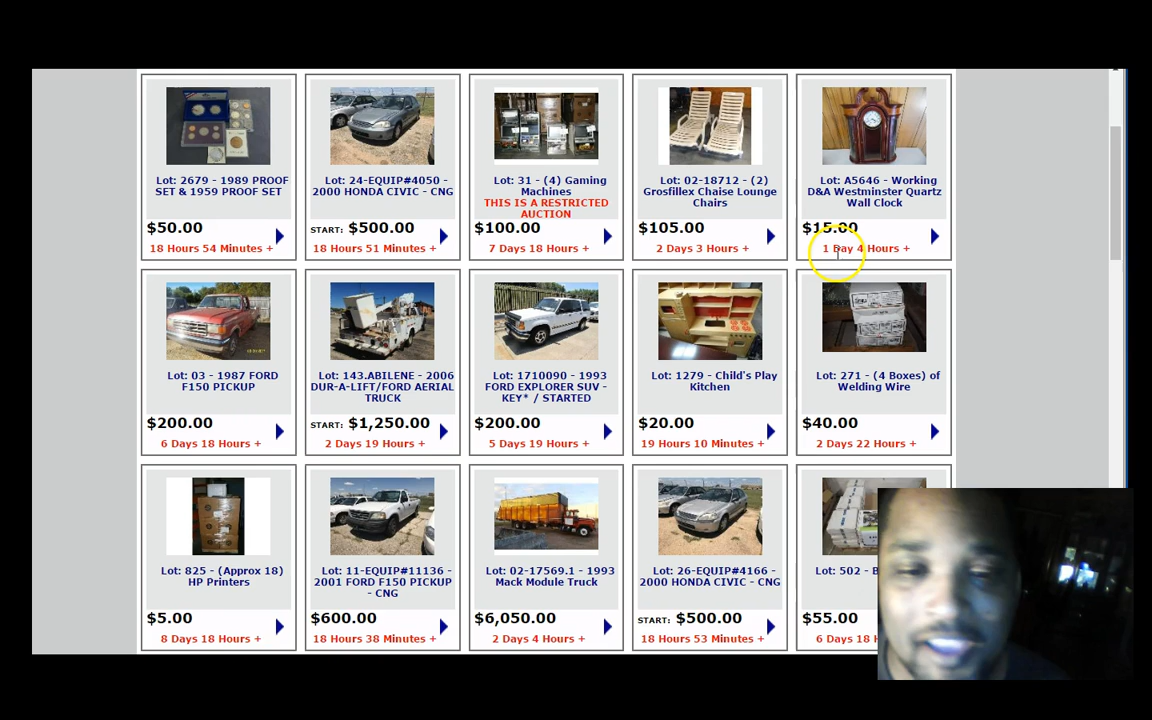 Lot: 2679 - 1989 PROOF
SET & 1959 PROOF SET
$50.00
18 Hours 54 Minutes +
Lot: 24-EQUIP#4050 -
2000 HONDA CIVIC - CNG
START: $500.00
18 Hours 51 Minutes +
Lot: 31 - (4) Gaming
Machines
THIS IS A RESTRICTED
AUCTION
$100.00
7 Days 18 Hours +
Lot: 02-18712 - (2)
Grosfillex Chaise Lounge
Chairs
$105.00
2 Days 3 Hours +
Lot: A5646 - Working
D&A Westminster Quartz
Wall Clock
$15.00
1 Day 4 Hours +
Lot: 03 - 1987 FORD
F150 PICKUP
$200.00
6 Days 18 Hours +
Lot: 143.ABILENE - 2006
DUR-A-LIFT/FORD AERIAL
TRUCK
START: $1,250.00
2 Days 19 Hours +
Lot: 1710090 - 1993
FORD EXPLORER SUV -
KEY* / STARTED
$200.00
5 Days 19 Hours +
Lot: 1279 - Child's Play
Kitchen
$20.00
19 Hours 10 Minutes +
Lot: 271 - (4 Boxes) of
Welding Wire
$40.00
2 Days 22 Hours +
Lot: 825 - (Approx 18)
HP Printers
$5.00
8 Days 18 Hours +
Lot: 11-EQUIP#11136 -
2001 FORD F150 PICKUP
- CNG
$600.00
18 Hours 38 Minutes +
Lot: 02-17569.1 - 1993
Mack Module Truck
$6,050.00
2 Days 4 Hours +
Lot: 26-EQUIP#4166 -
2000 HONDA CIVIC - CNG
START: $500.00
18 Hours 53 Minutes +
Lot: 502 - B
$55.00
6 Days 18 H